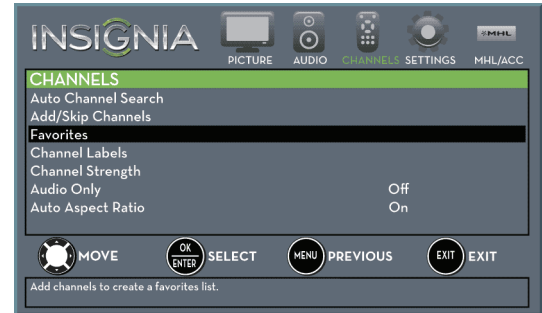 INSIGNIA
PICTURE AUDIO CHANNELS SETTINGS MHL/ACC
MHL
CHANNELS
Auto Channel Search
Add/Skip Channels
Favorites
Channel Labels
Channel Strength
Audio Only Off
Auto Aspect Ratio On
MOVE OK ENTER SELECT MENU PREVIOUS EXIT EXIT
Add channels to create a favorites list.